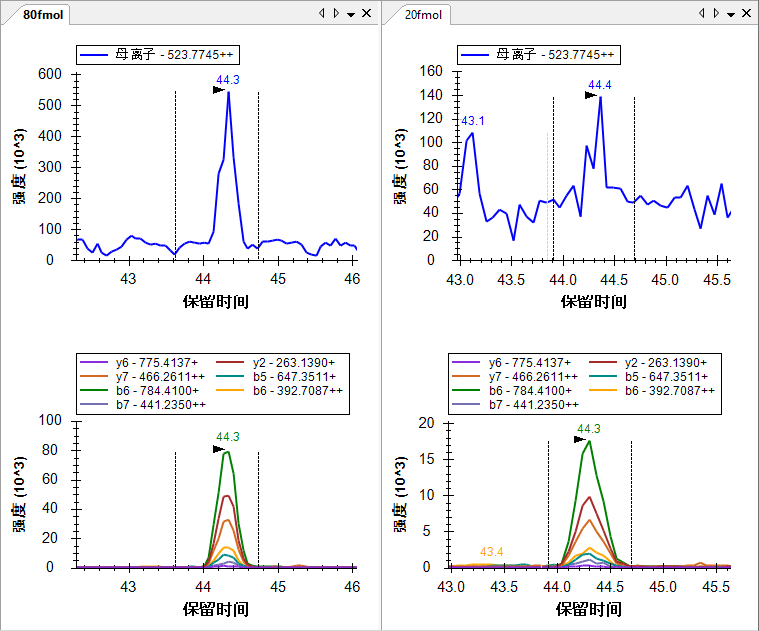 80fmol
母离子 - 523.7745++
600
500
400
300
200
100
0
强度 (10^3)
44.3
43
44
45
46
保留时间
y6 - 775.4137+
y2 - 263.1390+
y7 - 466.2611++
b5 - 647.3511+
b6 - 784.4100+
b6 - 392.7087++
b7 - 441.2350++
100
80
60
40
20
0
强度 (10^3)
44.3
43
44
45
46
保留时间
20fmol
母离子 - 523.7745++
160
140
120
100
80
60
40
20
0
强度 (10^3)
43.1
44.4
43.0
43.5
44.0
44.5
45.0
45.5
保留时间
y6 - 775.4137+
y2 - 263.1390+
y7 - 466.2611++
b5 - 647.3511+
b6 - 784.4100+
b6 - 392.7087++
b7 - 441.2350++
20
15
10
5
0
强度 (10^3)
44.3
43.4
43.0
43.5
44.0
44.5
45.0
45.5
保留时间